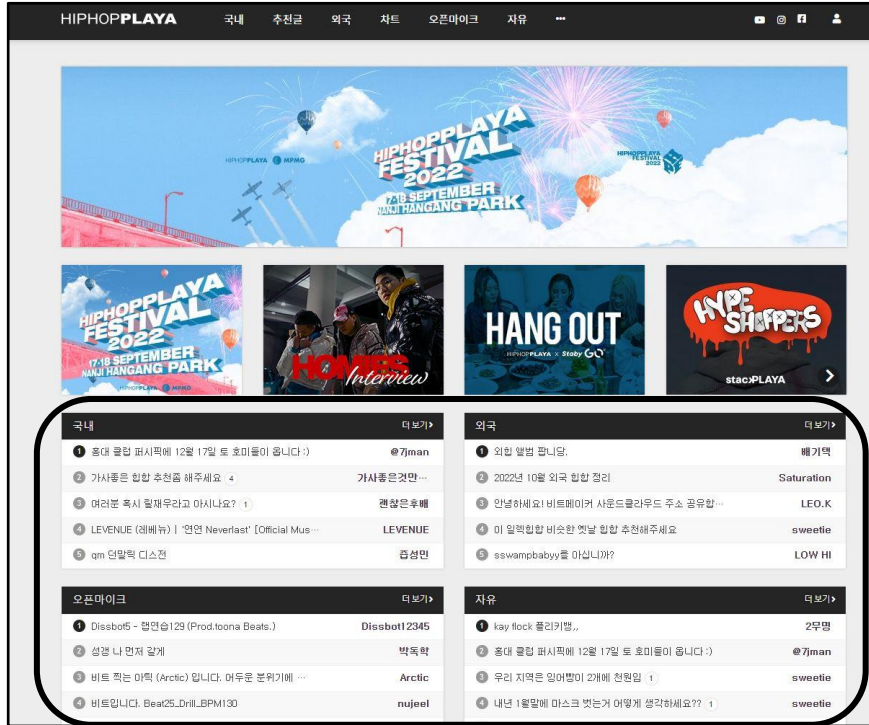 HIPHOPPLAYA 국내 추천글 외국 차트 오픈마이크 자유 •••
HIPHOPPLAYA MPMG
HIPHOPPLAYA
FESTIVAL
2022
17-18 SEPTEMBER
NANJI HANGANG PARK
HIPHOPPLAYA
FESTIVAL
2022
HIPHOPPLAYA
FESTIVAL
2022
17-18 SEPTEMBER
NANJI HANGANG PARK
HIPHOPPLAYA MPMG
HOMIES
Interview
HANG OUT
HIPHOPPLAYA X Staby GO
HYPE
SHOPPERS
stacPLAYA
국내 더보기
1 홍대 클럽 퍼시픽에 12월 17일 토 호미들이 옵니다 :) @7jman
2 가사좋은 힙합 추천좀 해주세요 4 가사좋은것만…
3 여러분 혹시 릴재우라고 아시나요? 1 괜찮은후배
4 LEVENUE (레베뉴) | '연연 Neverlast' [Official Mus… LEVENUE
5 qm 던말릭 디스전 즙성민
외국 더보기
1 외힙 앨범 팝니당. 배기택
2 2022년 10월 외국 힙합 정리 Saturation
3 안녕하세요! 비트메이커 사운드클라우드 주소 공유합… LEO.K
4 이 일렉힙합 비슷한 옛날 힙합 추천해주세요 sweetie
5 sswampbabyy를 아십니까? LOW HI
오픈마이크 더보기
1 Dissbot5 - 랩연습129 (Prod.toona Beats.) Dissbot12345
2 성갱 나 먼저 갈게 박독학
3 비트 찍는 아틱 (Arctic) 입니다. 어두운 분위기에 … Arctic
4 비트입니다. Beat25_Drill_BPM130 nujeel
자유 더보기
1 kay flock 플리키뱅,, 2무명
2 홍대 클럽 퍼시픽에 12월 17일 토 호미들이 옵니다 :) @7jman
3 우리 지역은 잉어빵이 2개에 천원임 1 sweetie
4 내년 1월말에 마스크 벗는거 어떻게 생각하세요?? 1 sweetie